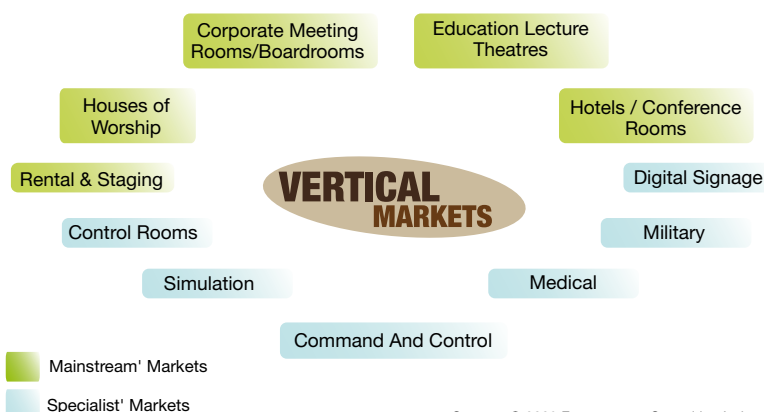 Corporate Meeting
Rooms/Boardrooms
Education Lecture
Theatres
Houses of
Worship
Hotels / Conference
Rooms
Rental & Staging
VERTICAL
MARKETS
Digital Signage
Control Rooms
Military
Simulation
Medical
Command And Control
Mainstream' Markets
Specialist' Markets